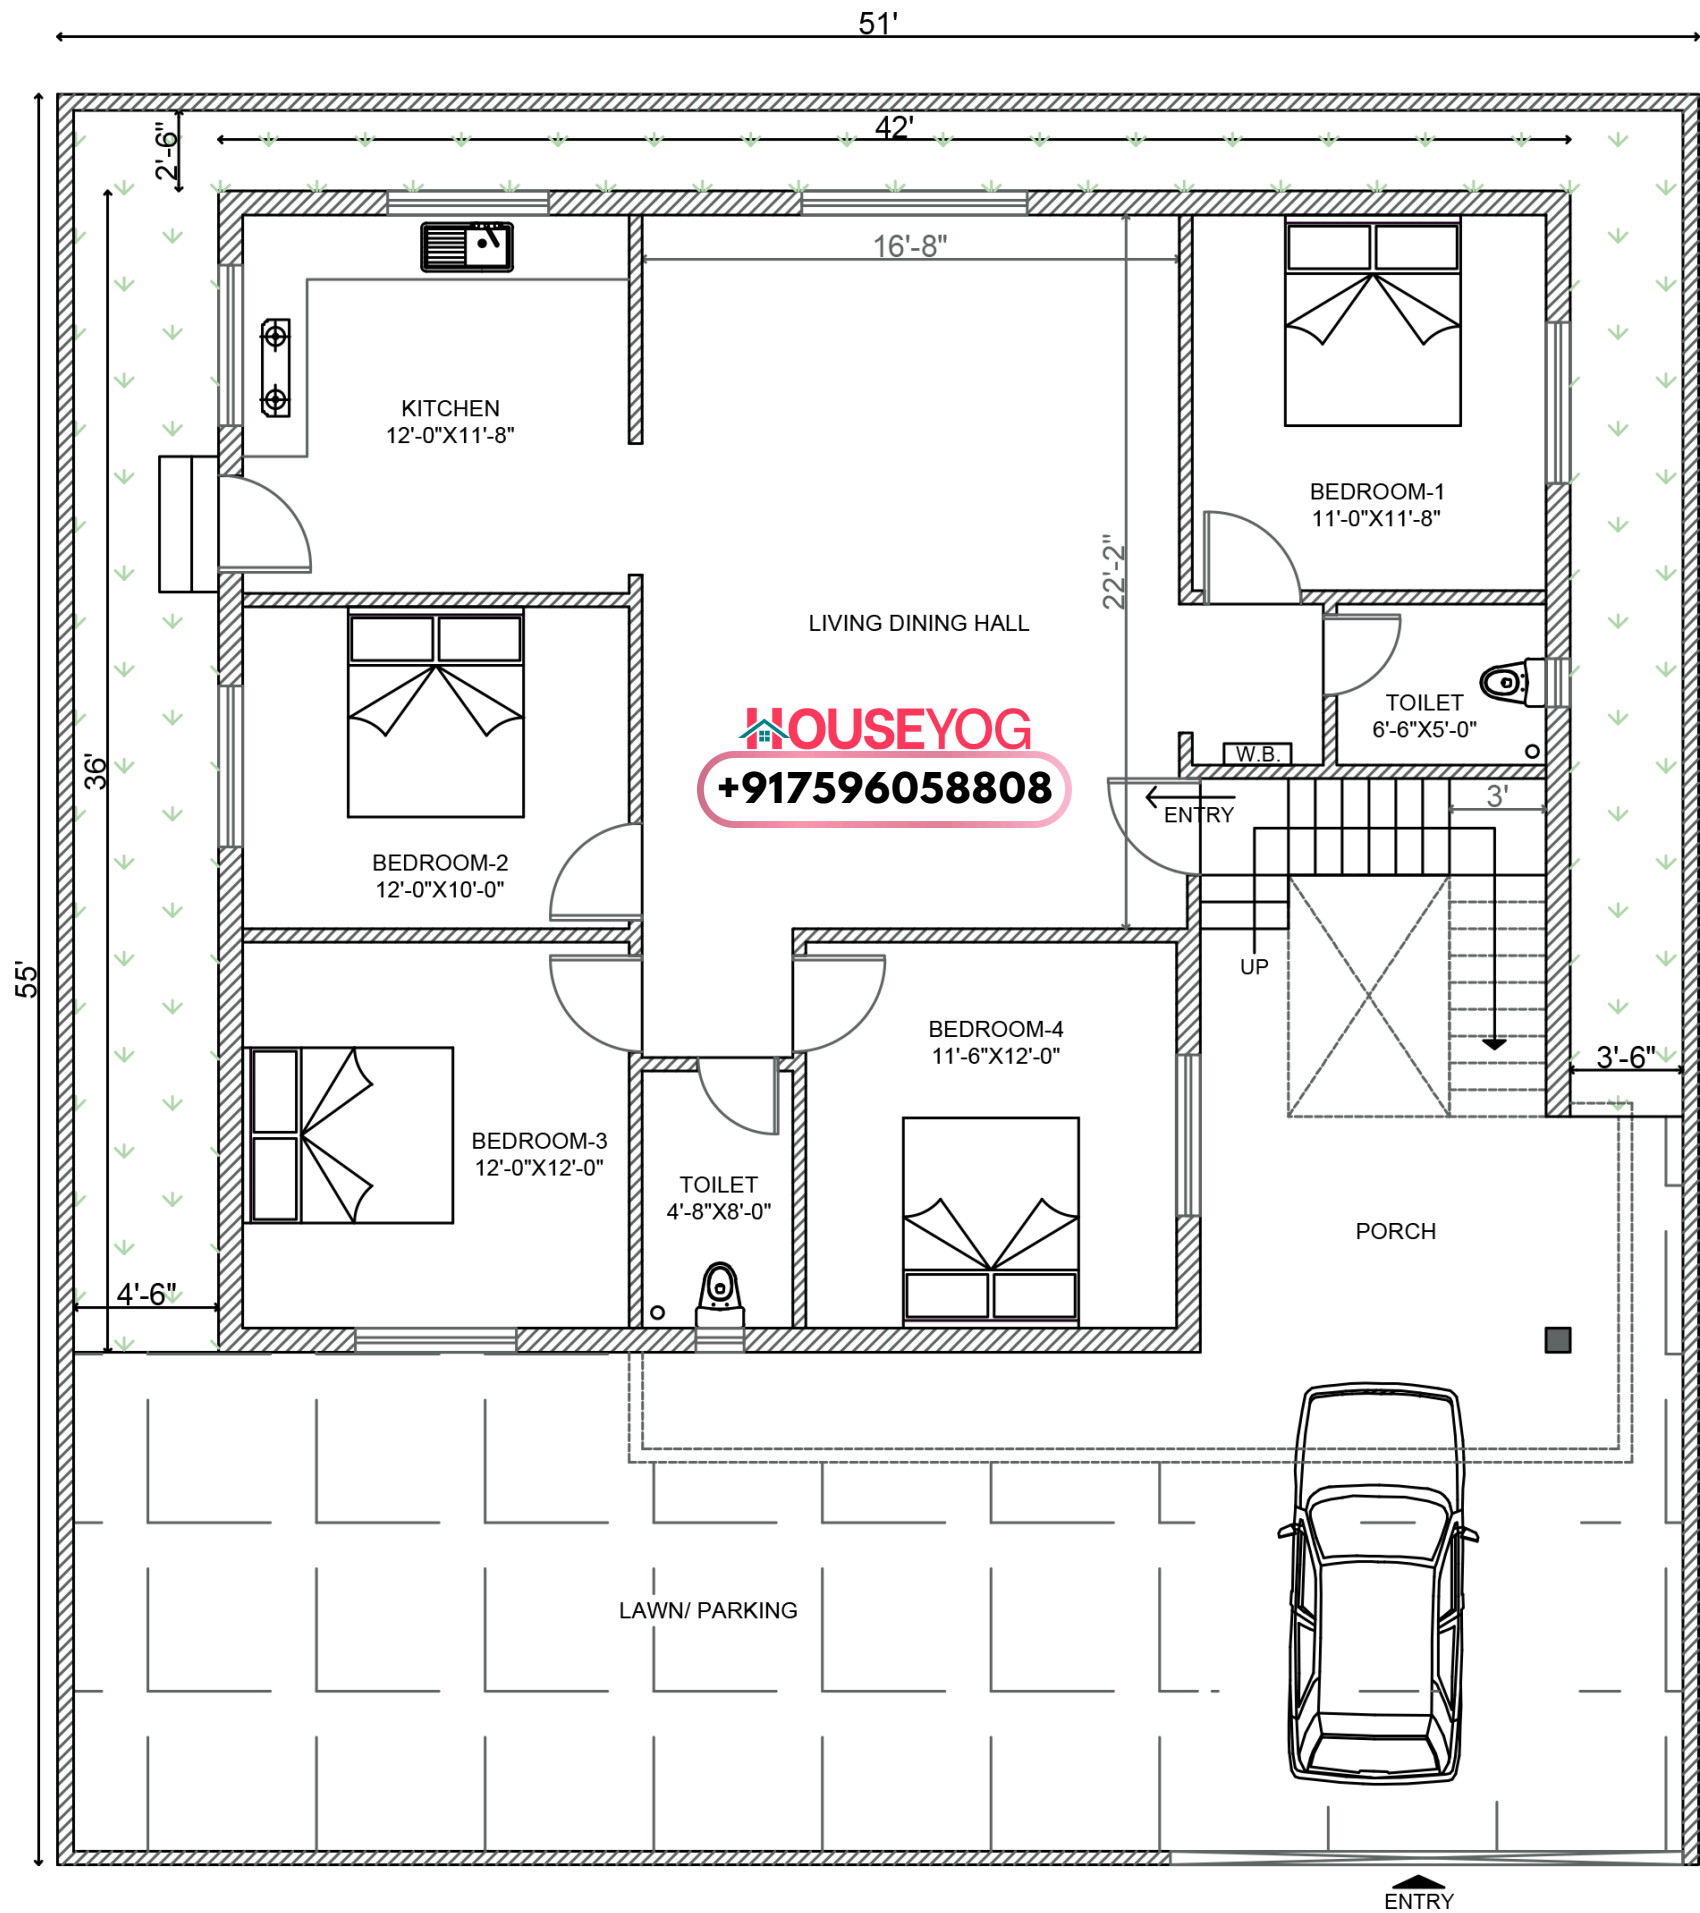 51'
2'-6"
42'
16'-8"
KITCHEN
12'-0"X11'-8"
BEDROOM-1
11'-0"X11'-8"
22'-2"
LIVING DINING HALL
TOILET
6'-6"X5'-0"
HOUSEYOG
+917596058808
W.B.
36'
ENTRY
3'
BEDROOM-2
12'-0"X10'-0"
55'
UP
BEDROOM-4
11'-6"X12'-0"
3'-6"
BEDROOM-3
12'-0"X12'-0"
TOILET
4'-8"X8'-0"
PORCH
4'-6"
LAWN/ PARKING
ENTRY